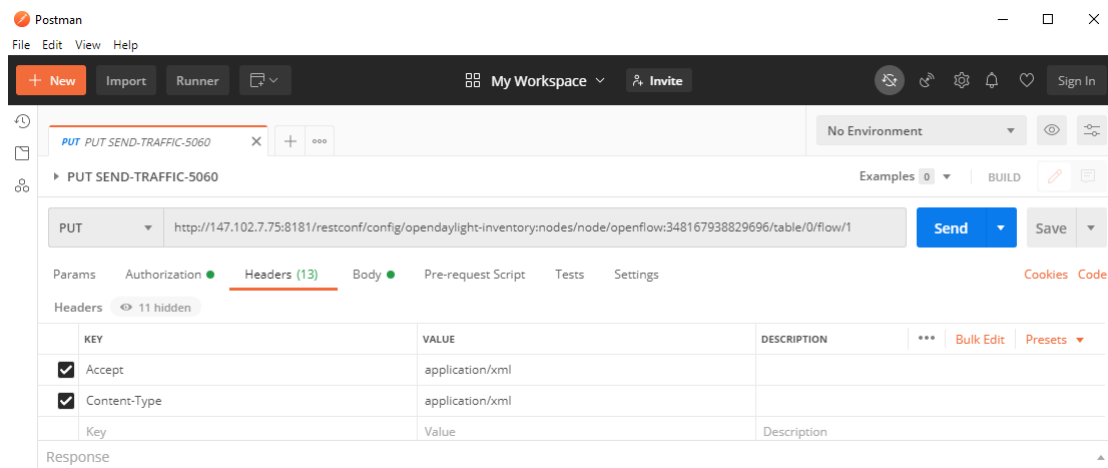 Postman
File Edit View Help
+ New Import Runner My Workspace Invite Sign In
PUT PUT SEND-TRAFFIC-5060 No Environment
PUT SEND-TRAFFIC-5060 Examples 0 BUILD
PUT http://147.102.7.75:8181/restconf/config/opendaylight-inventory:nodes/node/openflow:348167938829696/table/0/flow/1 Send Save
Params Authorization Headers (13) Body Pre-request Script Tests Settings Cookies Code
Headers 11 hidden
KEY VALUE DESCRIPTION Bulk Edit Presets
Accept application/xml
Content-Type application/xml
Key Value Description
Response